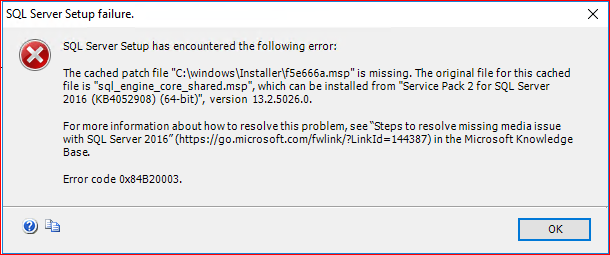 SQL Server Setup failure.
SQL Server Setup has encountered the following error:
The cached patch file "C:\windows\Installer\f5e666a.msp" is missing. The original file for this cached
file is "sql_engine_core_shared.msp", which can be installed from "Service Pack 2 for SQL Server
2016 (KB4052908) (64-bit)", version 13.2.5026.0.
For more information about how to resolve this problem, see “Steps to resolve missing media issue
with SQL Server 2016” (https://go.microsoft.com/fwlink/?LinkId=144387) in the Microsoft Knowledge
Base.
Error code 0x84B20003.
OK